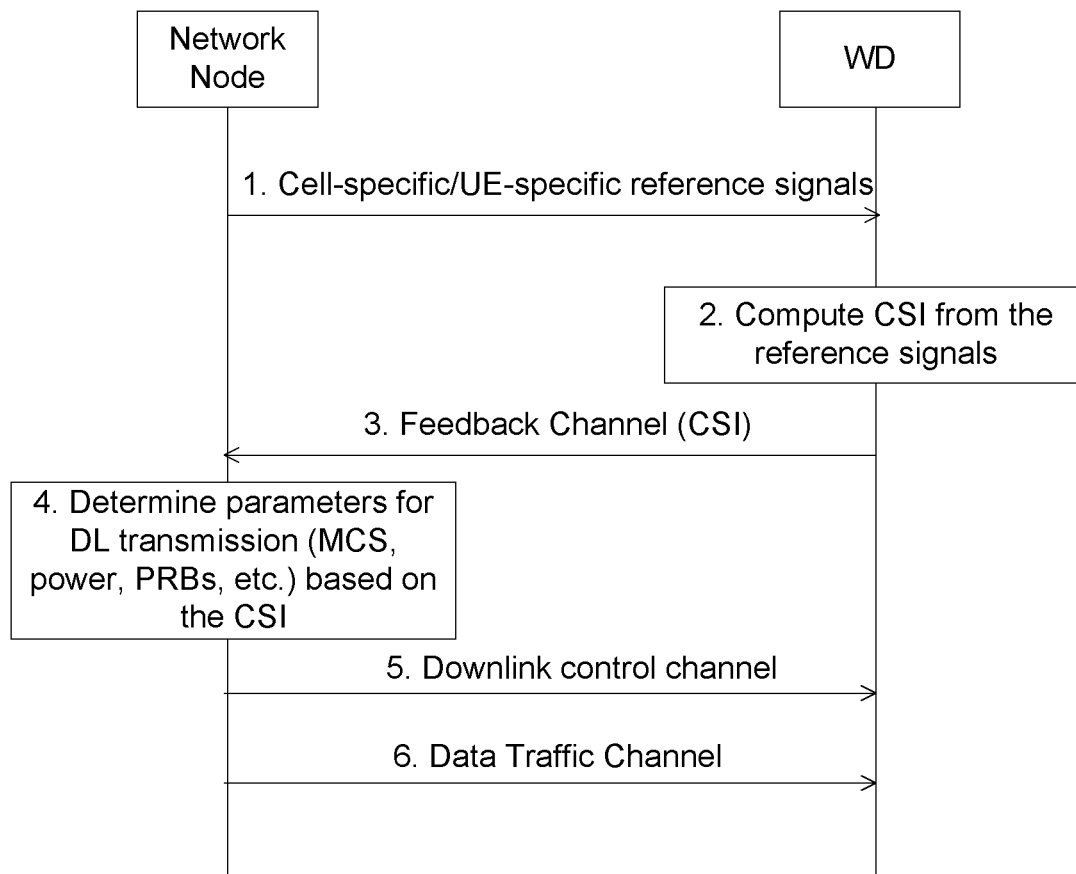 Network
Node
WD
1. Cell-specific/UE-specific reference signals
2. Compute CSI from the
reference signals
3. Feedback Channel (CSI)
4. Determine parameters for
DL transmission (MCS,
power, PRBs, etc.) based on
the CSI
5. Downlink control channel
6. Data Traffic Channel